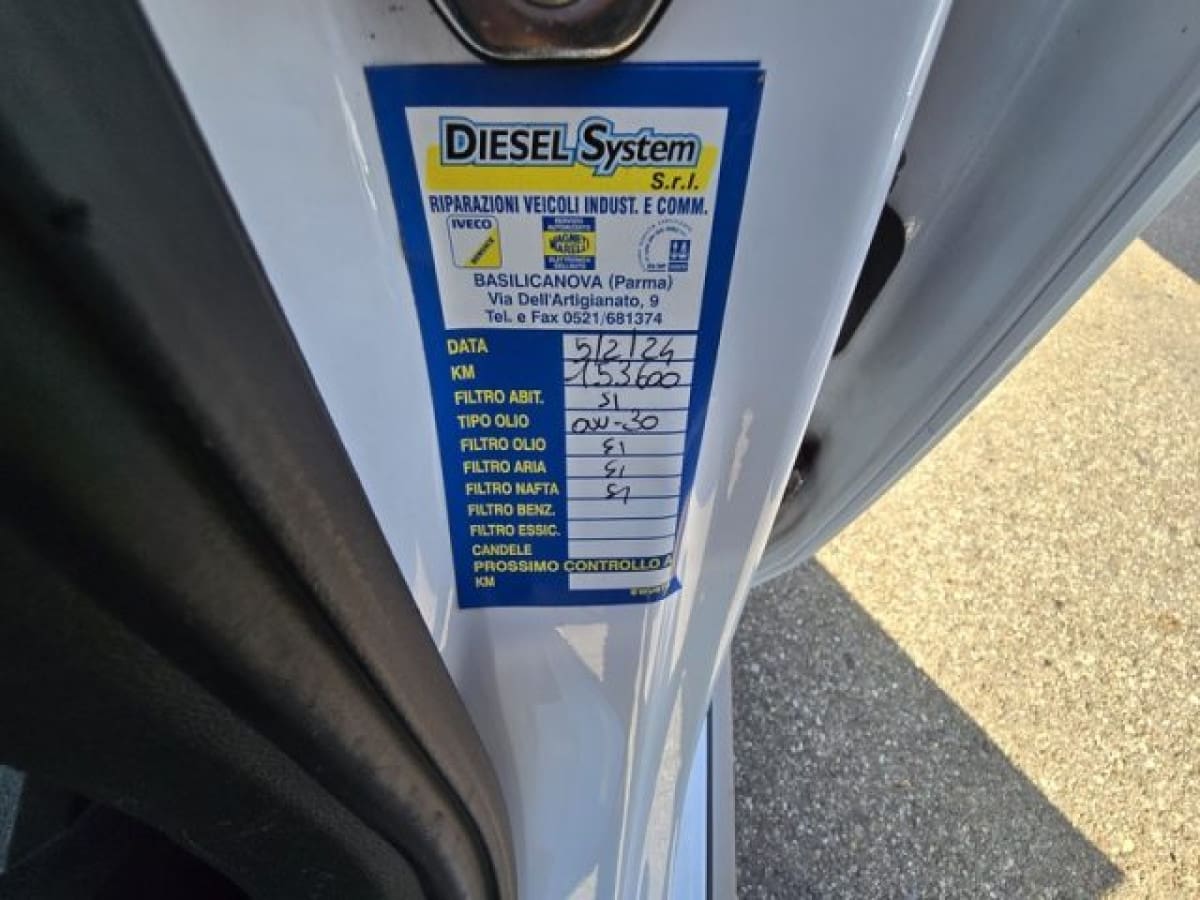 DIESEL System
S.r.l.
RIPARAZIONI VEICOLI INDUST. E COMM.
IVECO
MAGNETI
MARELLI
BASILICANOVA (Parma)
Via Dell'Artigianato, 9
Tel. e Fax 0521/681374
DATA 5/2/24
KM 153600
FILTRO ABIT. SI
TIPO OLIO 0W-30
FILTRO OLIO SI
FILTRO ARIA SI
FILTRO NAFTA SI
FILTRO BENZ.
FILTRO ESSIC.
CANDELE
PROSSIMO CONTROLLO A
KM